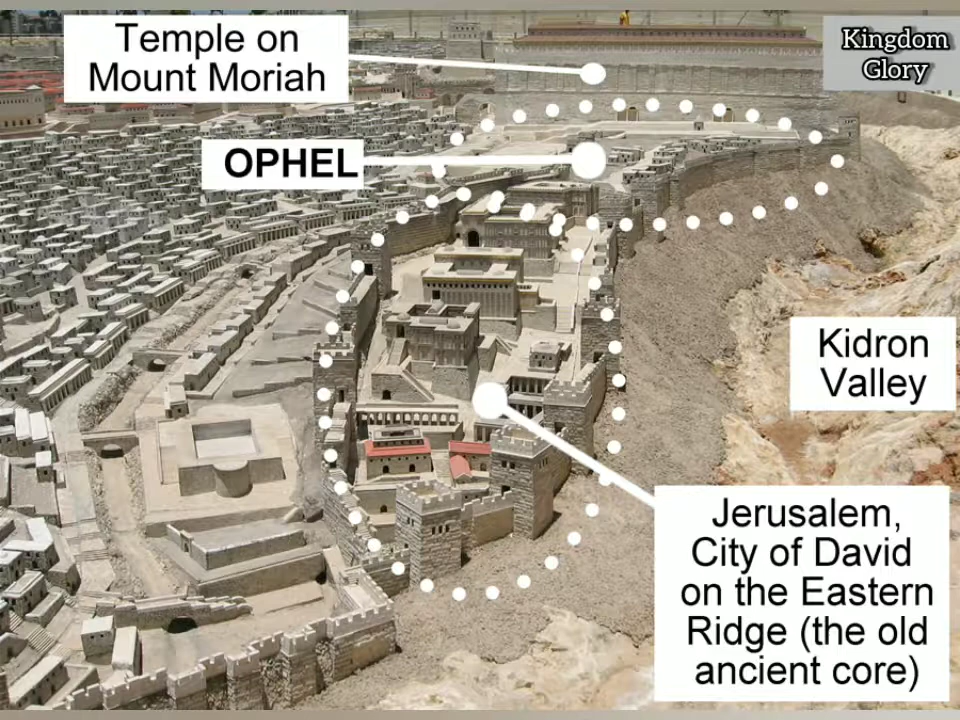 Temple on
Mount Moriah
Kingdom
Glory
OPHEL
Kidron
Valley
Jerusalem,
City of David
on the Eastern
Ridge (the old
ancient core)